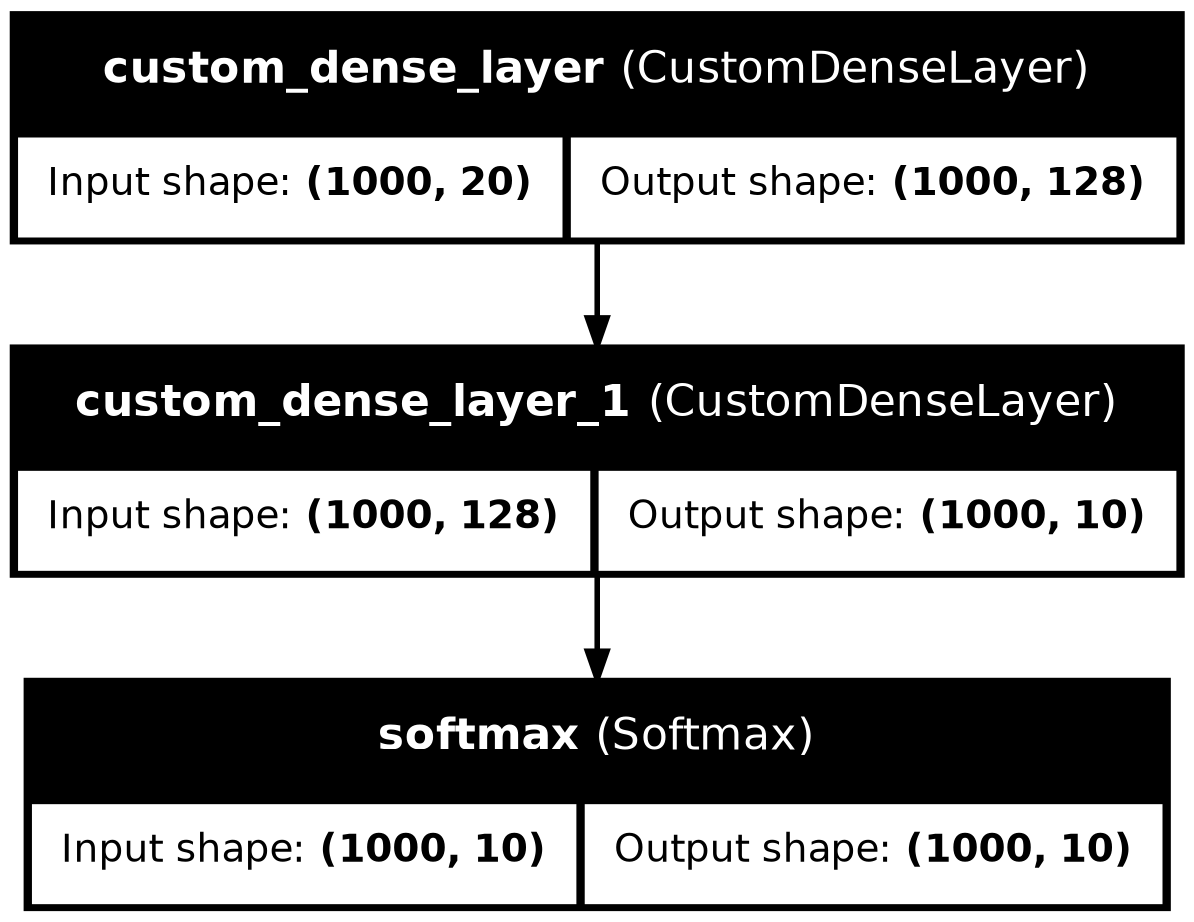 custom_dense_layer (CustomDenseLayer)
Input shape: (1000, 20) Output shape: (1000, 128)
custom_dense_layer_1 (CustomDenseLayer)
Input shape: (1000, 128) Output shape: (1000, 10)
softmax (Softmax)
Input shape: (1000, 10) Output shape: (1000, 10)